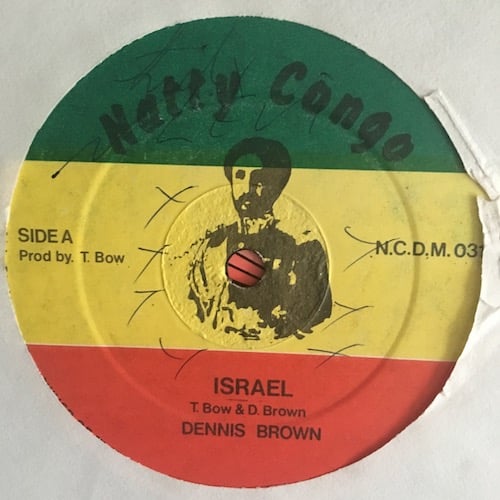 Natty Congo
SIDE A
Prod by. T. Bow
N.C.D.M. 031
ISRAEL
T. Bow & D. Brown
DENNIS BROWN